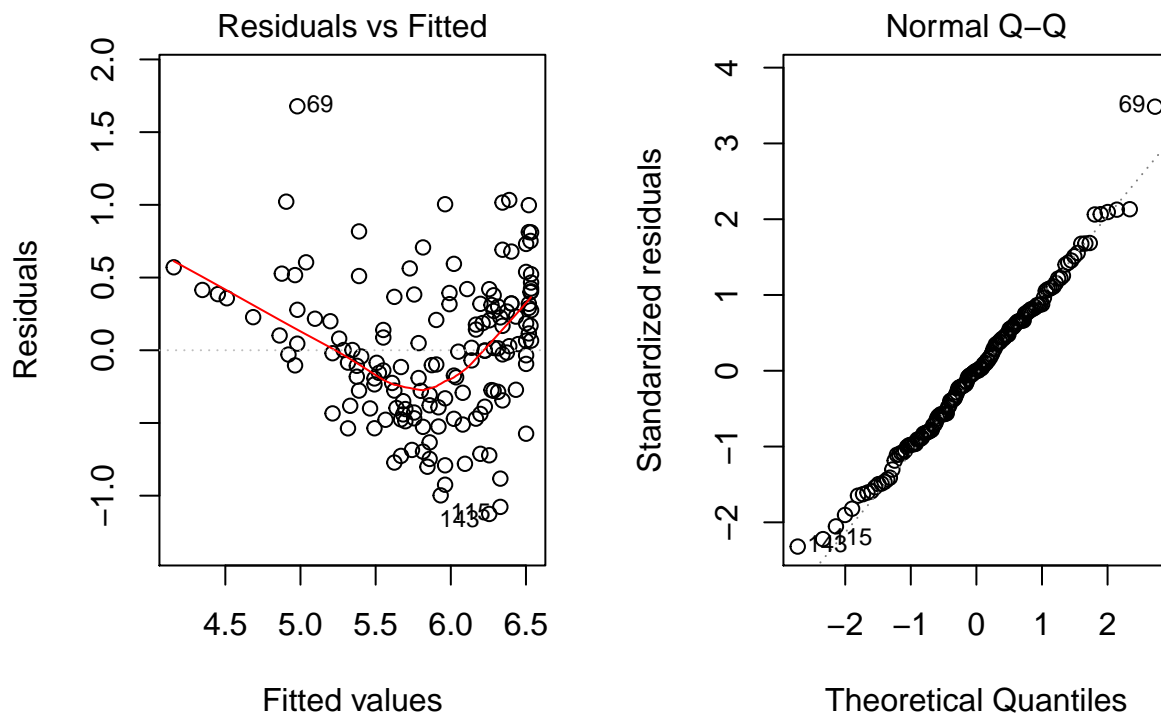 Residuals vs Fitted
2.0
1.5
1.0
0.5
0.0
−1.0
Residuals
69
115
143
4.5 5.0 5.5 6.0 6.5
Fitted values
Normal Q−Q
4
3
2
1
0
−1
−2
Standardized residuals
69
115
143
−2 −1 0 1 2
Theoretical Quantiles